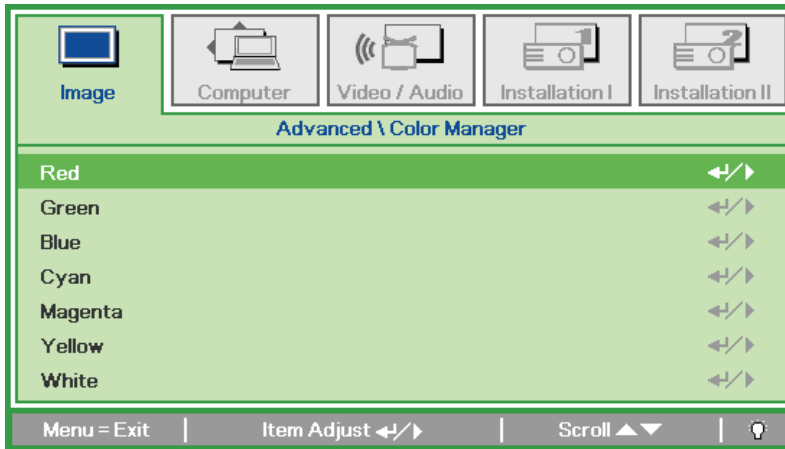 Image Computer Video / Audio Installation I Installation II
Advanced \ Color Manager
Red
Green
Blue
Cyan
Magenta
Yellow
White
Menu = Exit Item Adjust Scroll